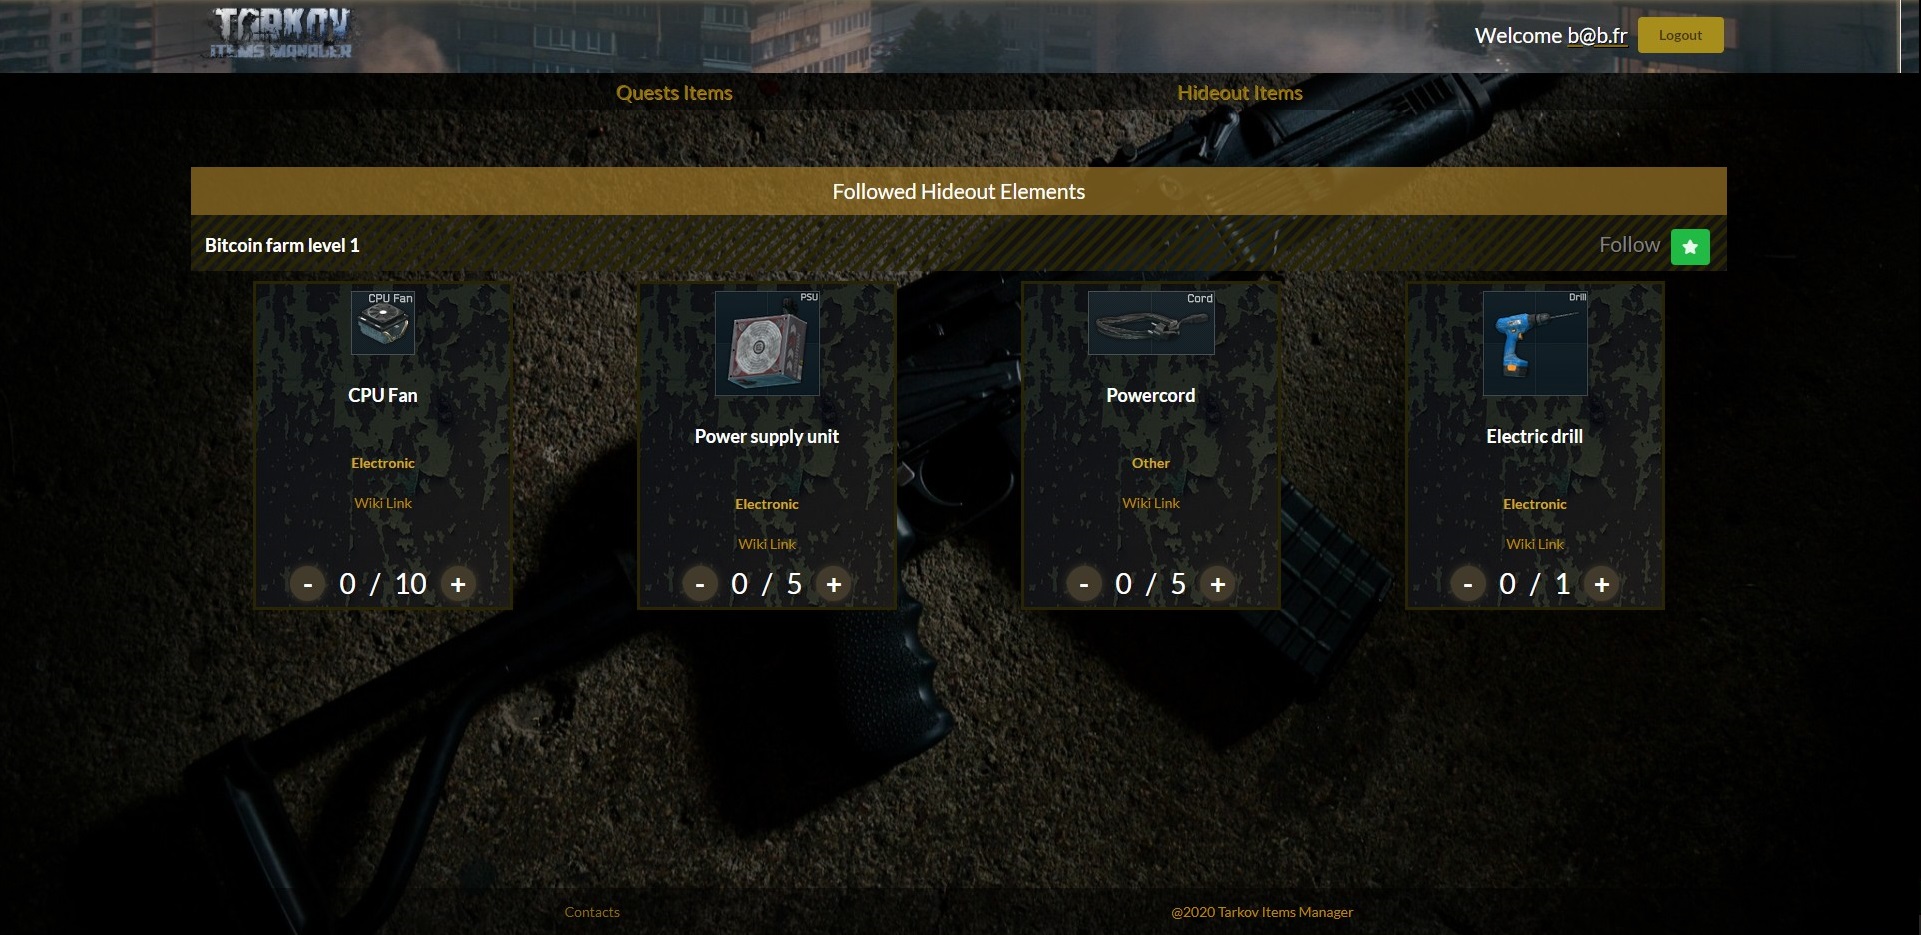 TARKOV
ITEMS MANAGER
Welcome b@b.fr
Logout
Quests Items
Hideout Items
Followed Hideout Elements
Bitcoin farm level 1
Follow
CPU Fan
CPU Fan
Electronic
Wiki Link
- 0 / 10 +
PSU
Power supply unit
Electronic
Wiki Link
- 0 / 5 +
Cord
Powercord
Other
Wiki Link
- 0 / 5 +
Drill
Electric drill
Electronic
Wiki Link
- 0 / 1 +
Contacts
@2020 Tarkov Items Manager